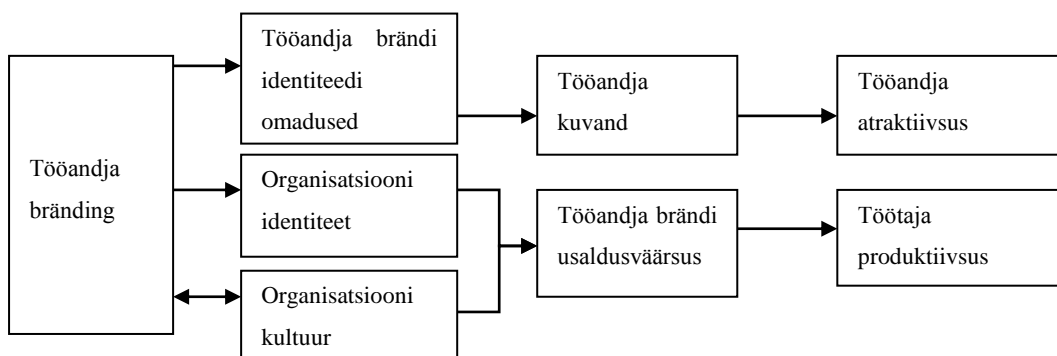 Tööandja
bränding
Tööandja brändi
identiteedi
omadused
Organisatsiooni
identiteet
Organisatsiooni
kultuur
Tööandja
kuvand
Tööandja brändi
usaldusväärsus
Tööandja
atraktiivsus
Töötaja
produktiivsus